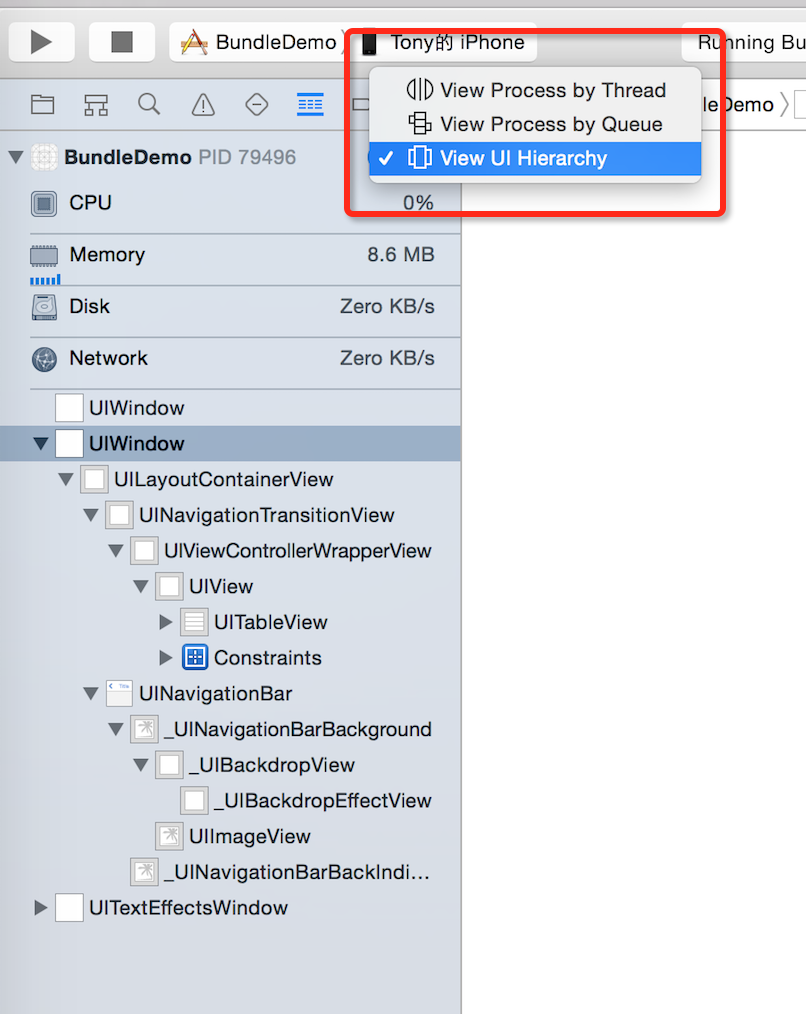 BundleDemo
Tony的 iPhone
Running Bu
View Process by Thread
View Process by Queue
View UI Hierarchy
leDemo
BundleDemo PID 79496
CPU 0%
Memory 8.6 MB
Disk Zero KB/s
Network Zero KB/s
UIWindow
UIWindow
UILayoutContainerView
UINavigationTransitionView
UIViewControllerWrapperView
UIView
UITableView
Constraints
UINavigationBar
_UINavigationBarBackground
_UIBackdropView
_UIBackdropEffectView
UIImageView
_UINavigationBarBackIndi...
UITextEffectsWindow